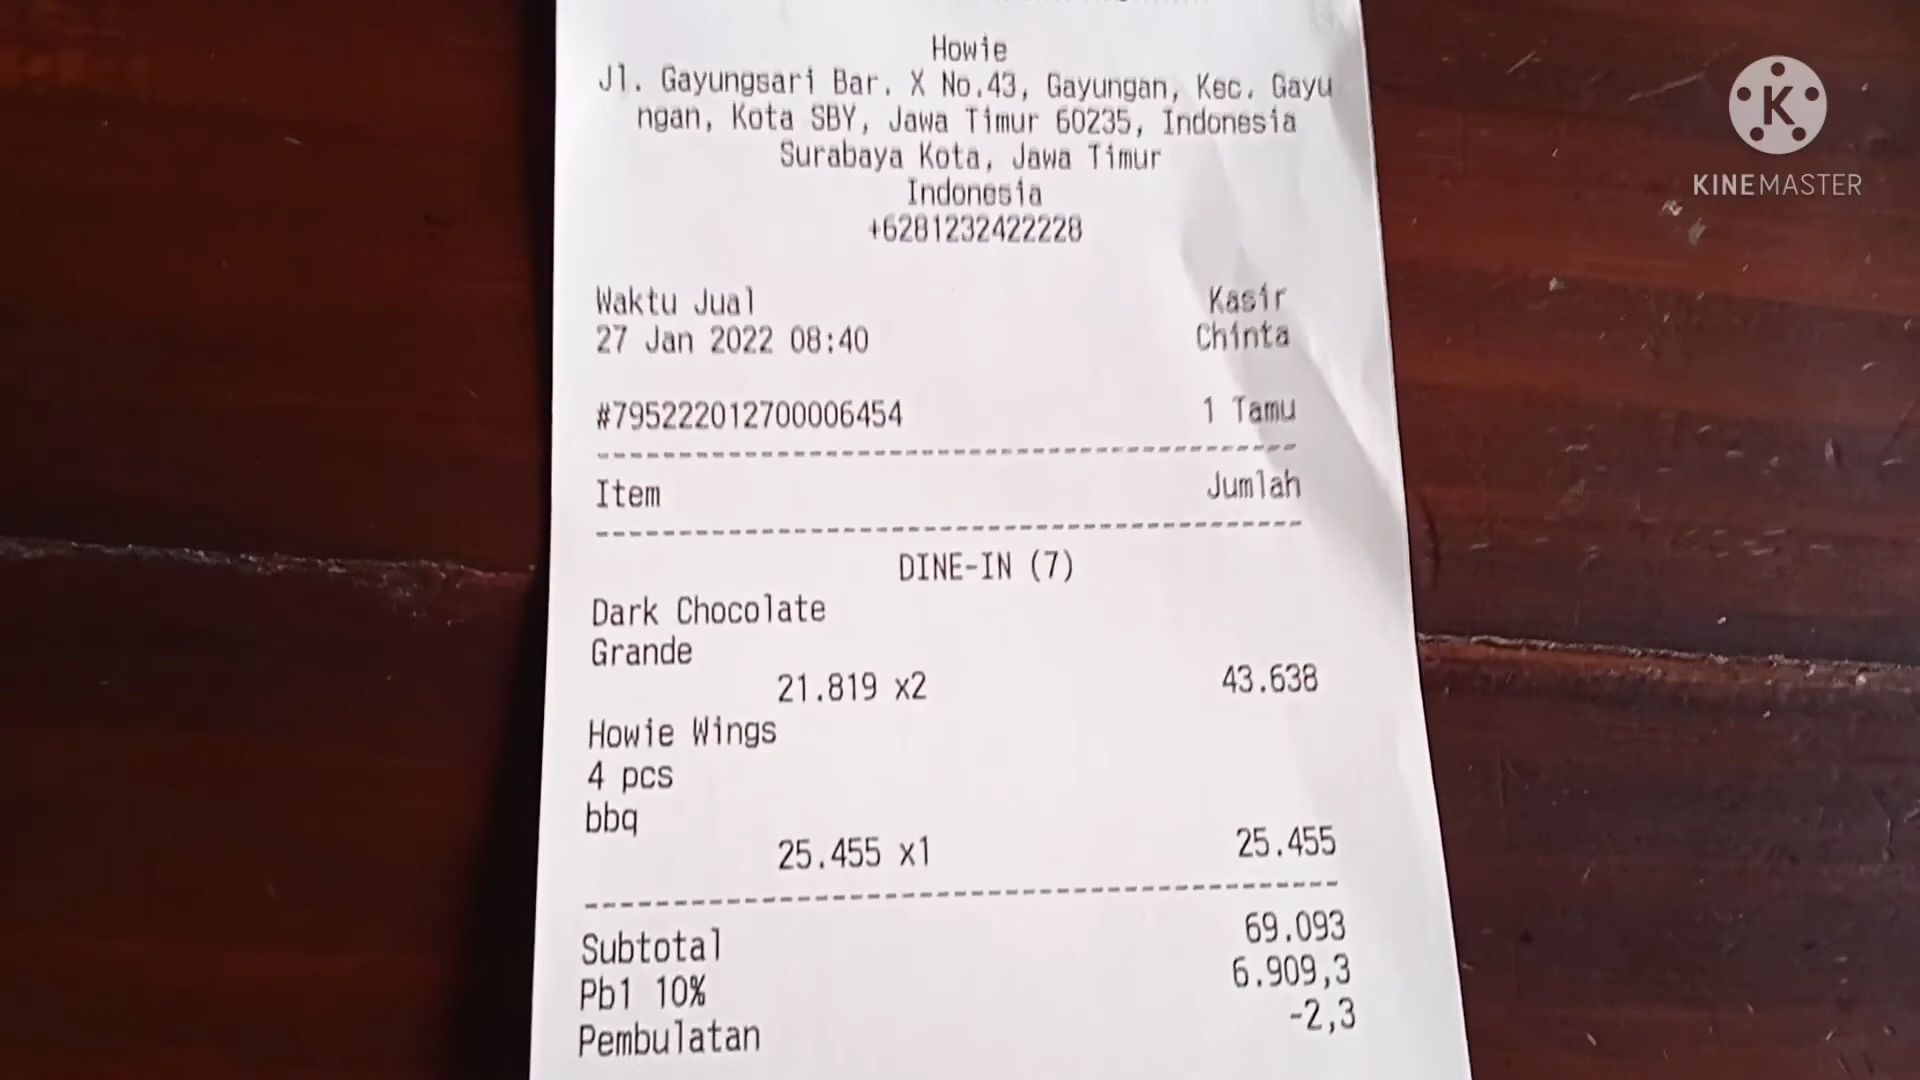 Howie
Jl. Gayungsari Bar. X No.43, Gayungan, Kec. Gayu
ngan, Kota SBY, Jawa Timur 60235, Indonesia
Surabaya Kota, Jawa Timur
Indonesia
+6281232422228
Waktu Jual Kasir
27 Jan 2022 08:40 Chinta
#795222012700006454 1 Tamu
Item Jumlah
DINE-IN (7)
Dark Chocolate
Grande
21.819 x2 43.638
Howie Wings
4 pcs
bbq
25.455 x1 25.455
Subtotal 69.093
Pb1 10% 6.909,3
Pembulatan -2,3
K
KINEMASTER